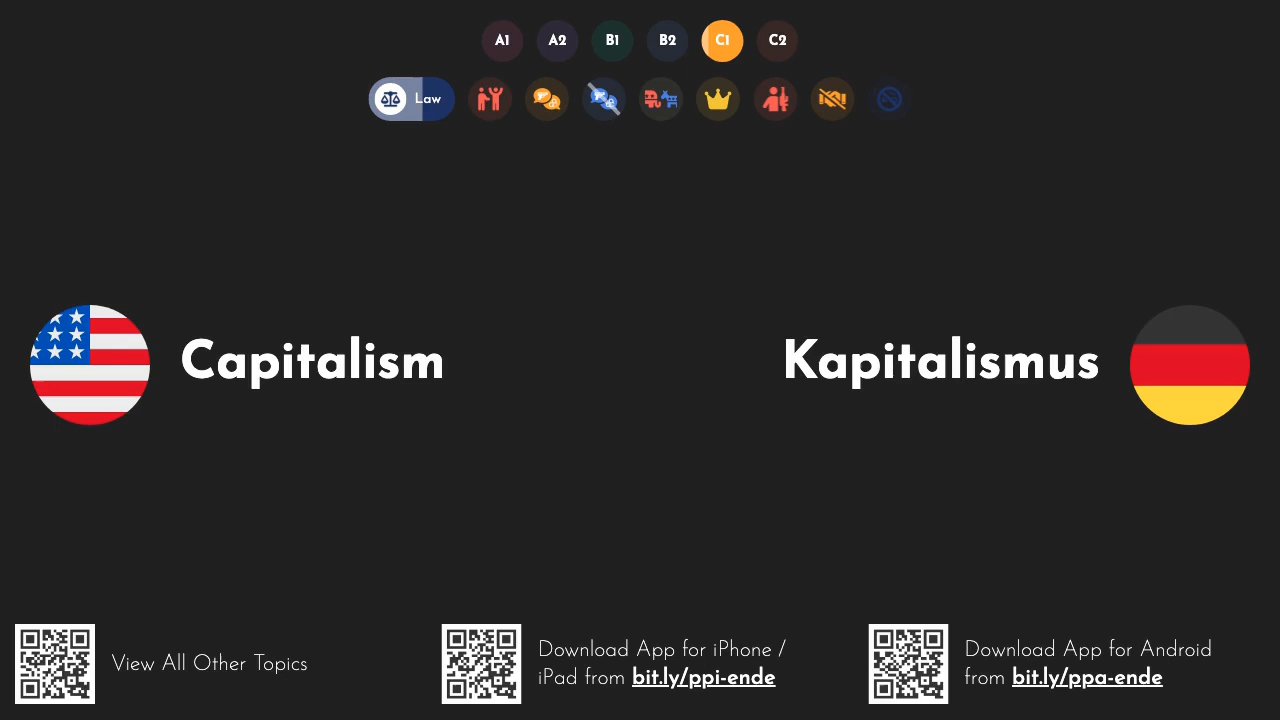 A1 A2 B1 B2 C1 C2
Law
Capitalism
Kapitalismus
View All Other Topics
Download App for iPhone /
iPad from bit.ly/ppi-ende
Download App for Android
from bit.ly/ppa-ende